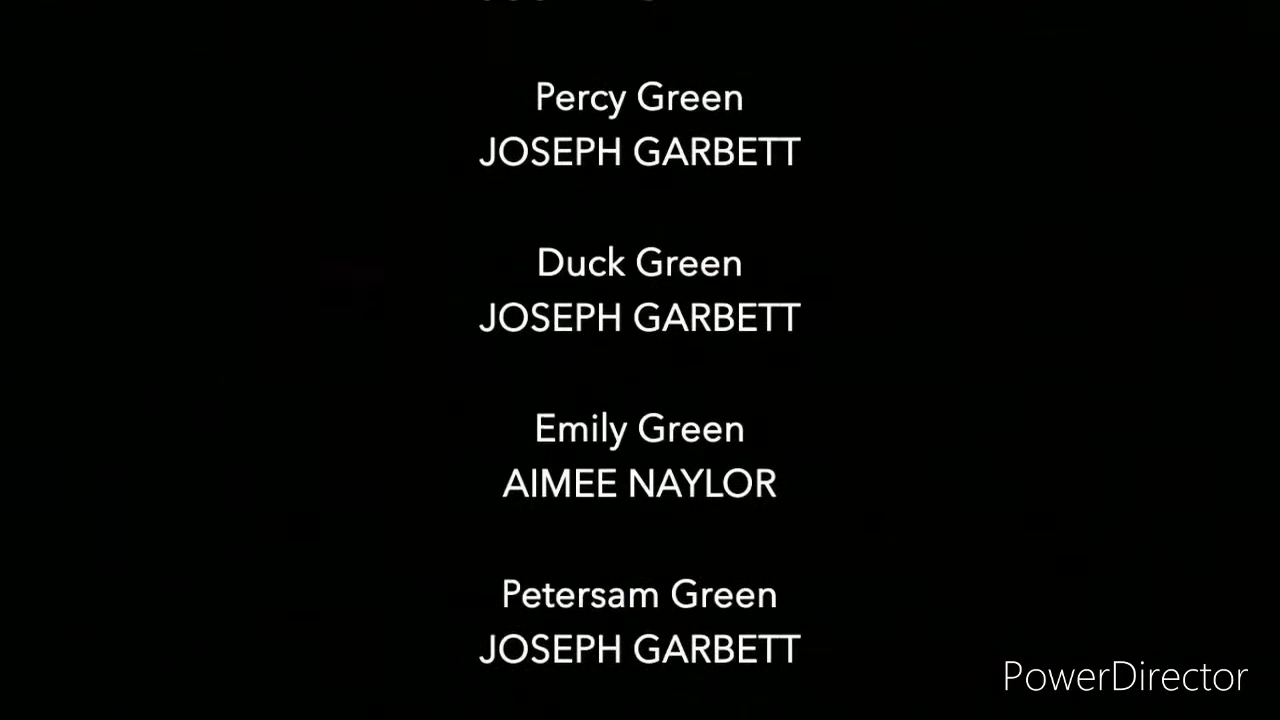 Percy Green
JOSEPH GARBETT
Duck Green
JOSEPH GARBETT
Emily Green
AIMEE NAYLOR
Petersam Green
JOSEPH GARBETT
PowerDirector